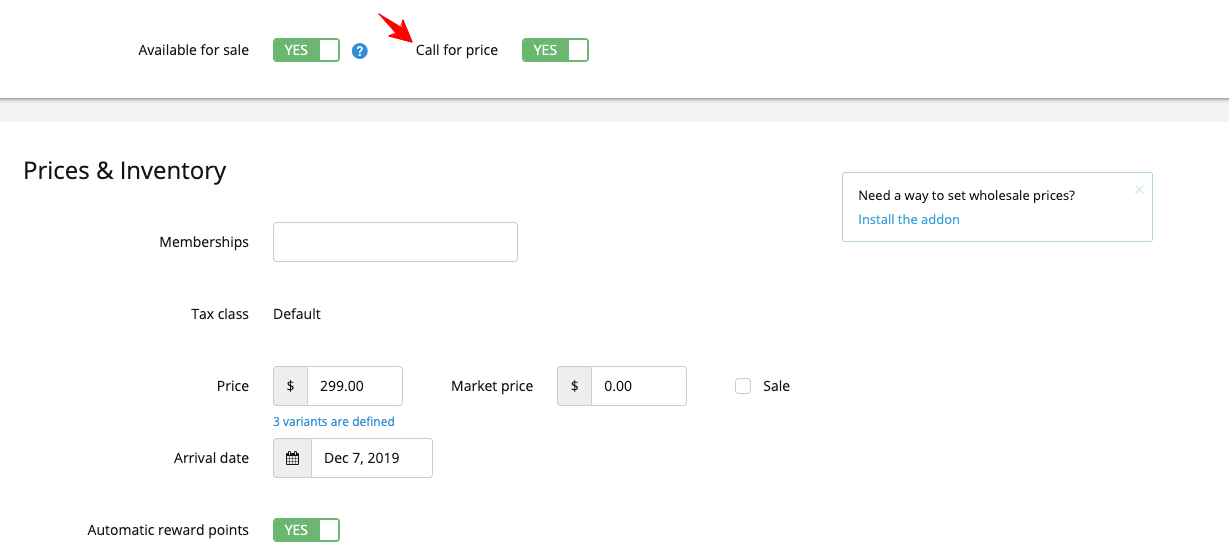 Available for sale YES ? Call for price YES
Prices & Inventory
Need a way to set wholesale prices? ×
Install the addon
Memberships
Tax class Default
Price $ 299.00 Market price $ 0.00 Sale
3 variants are defined
Arrival date Dec 7, 2019
Automatic reward points YES